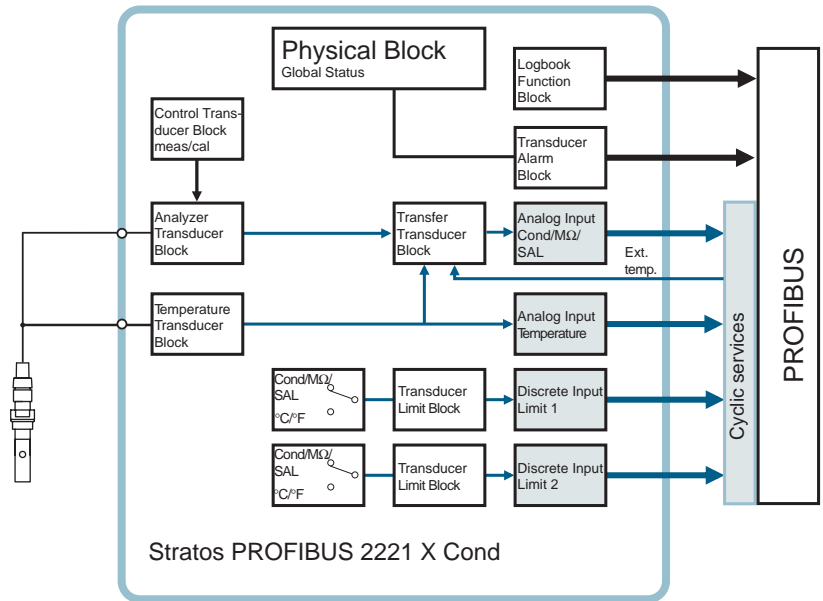 Physical Block
Global Status
Logbook
Function
Block
Control Trans-
ducer Block
meas/cal
Transducer
Alarm
Block
Analyzer
Transducer
Block
Transfer
Transducer
Block
Analog Input
Cond/MΩ/
SAL
Ext.
temp.
Temperature
Transducer
Block
Analog Input
Temperature
Cond/MΩ/
SAL
°C/°F
Transducer
Limit Block
Discrete Input
Limit 1
Cond/MΩ/
SAL
°C/°F
Transducer
Limit Block
Discrete Input
Limit 2
Cyclic services
PROFIBUS
Stratos PROFIBUS 2221 X Cond